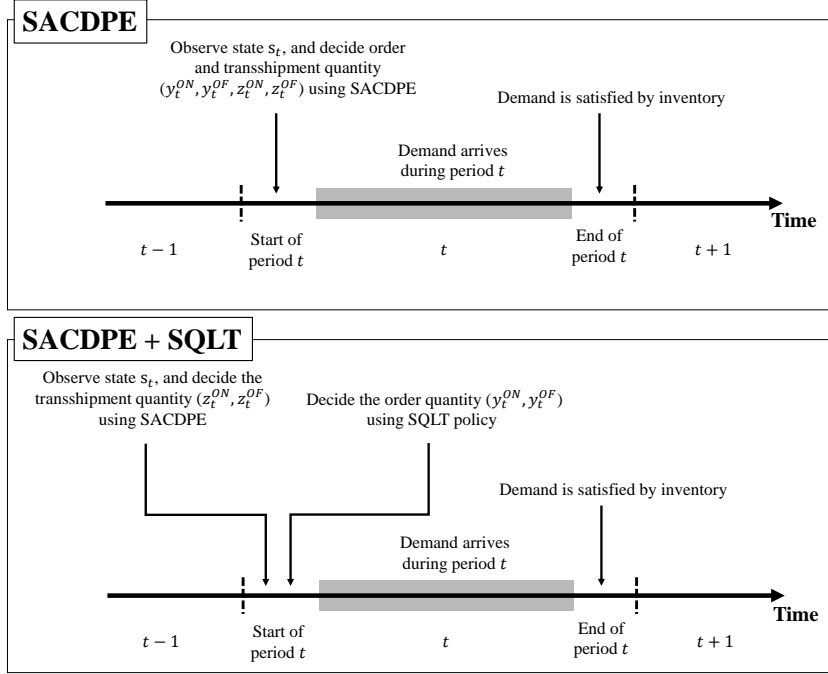 SACDPE
Observe state s_t, and decide order
and transshipment quantity
(y_t^{ON}, y_t^{OF}, z_t^{ON}, z_t^{OF}) using SACDPE
Demand is satisfied by inventory
Demand arrives
during period t
Time
t − 1
Start of
period t
t
End of
period t
t + 1
SACDPE + SQLT
Observe state s_t, and decide the
transshipment quantity (z_t^{ON}, z_t^{OF})
using SACDPE
Decide the order quantity (y_t^{ON}, y_t^{OF})
using SQLT policy
Demand is satisfied by inventory
Demand arrives
during period t
Time
t − 1
Start of
period t
t
End of
period t
t + 1